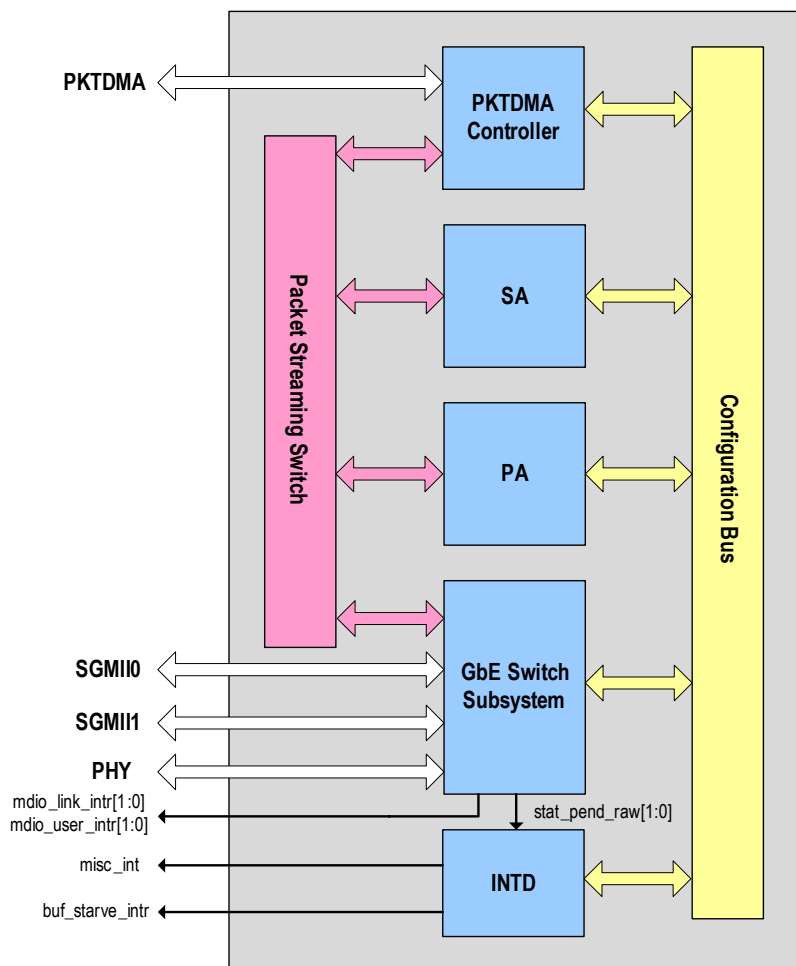 PKTDMA
PKTDMA
Controller
SA
Packet Streaming Switch
PA
Configuration Bus
SGMII0
GbE Switch
Subsystem
SGMII1
PHY
mdio_link_intr[1:0]
mdio_user_intr[1:0]
stat_pend_raw[1:0]
misc_int
INTD
buf_starve_intr